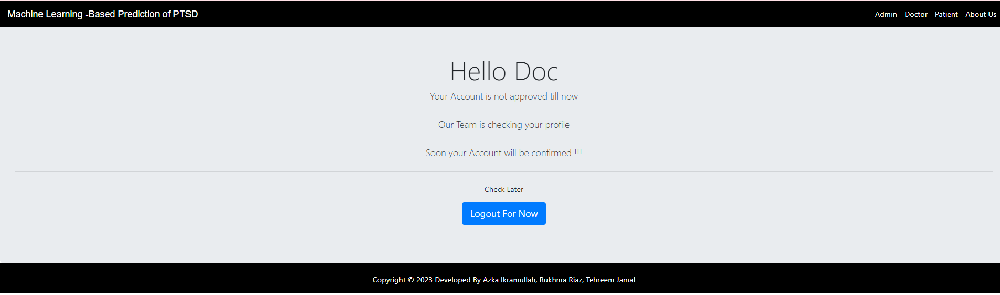 Machine Learning -Based Prediction of PTSD
Admin Doctor Patient About Us
Hello Doc
Your Account is not approved till now
Our Team is checking your profile
Soon your Account will be confirmed !!!
Check Later
Logout For Now
Copyright © 2023 Developed By Azka Ikramullah, Rukhma Riaz, Tehreem Jamal